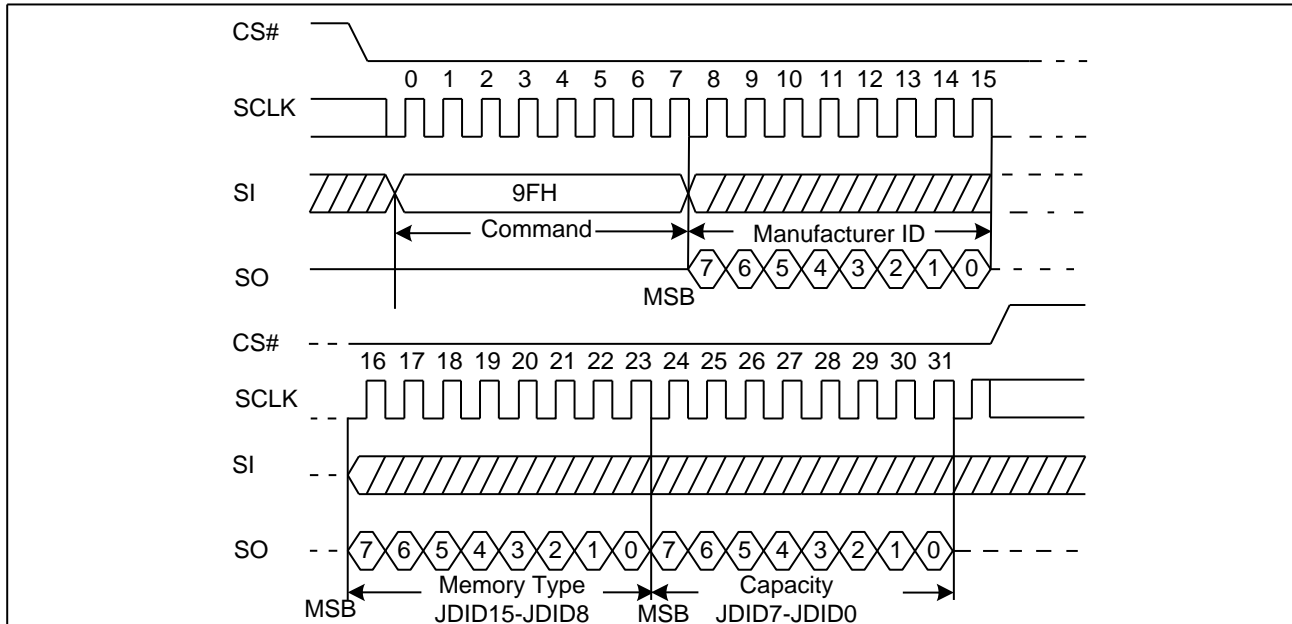 CS#
0 1 2 3 4 5 6 7 8 9 10 11 12 13 14 15
SCLK
SI 9FH
Command Manufacturer ID
SO 7 6 5 4 3 2 1 0
MSB
CS#
16 17 18 19 20 21 22 23 24 25 26 27 28 29 30 31
SCLK
SI
SO 7 6 5 4 3 2 1 0 7 6 5 4 3 2 1 0
Memory Type Capacity
MSB JDID15-JDID8 MSB JDID7-JDID0